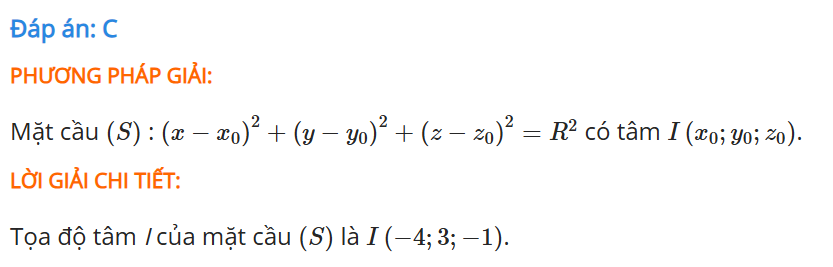 Đáp án: C
PHƯƠNG PHÁP GIẢI:
Mặt cầu (S) : (x − x₀)² + (y − y₀)² + (z − z₀)² = R² có tâm I (x₀; y₀; z₀).
LỜI GIẢI CHI TIẾT:
Tọa độ tâm I của mặt cầu (S) là I (−4; 3; −1).